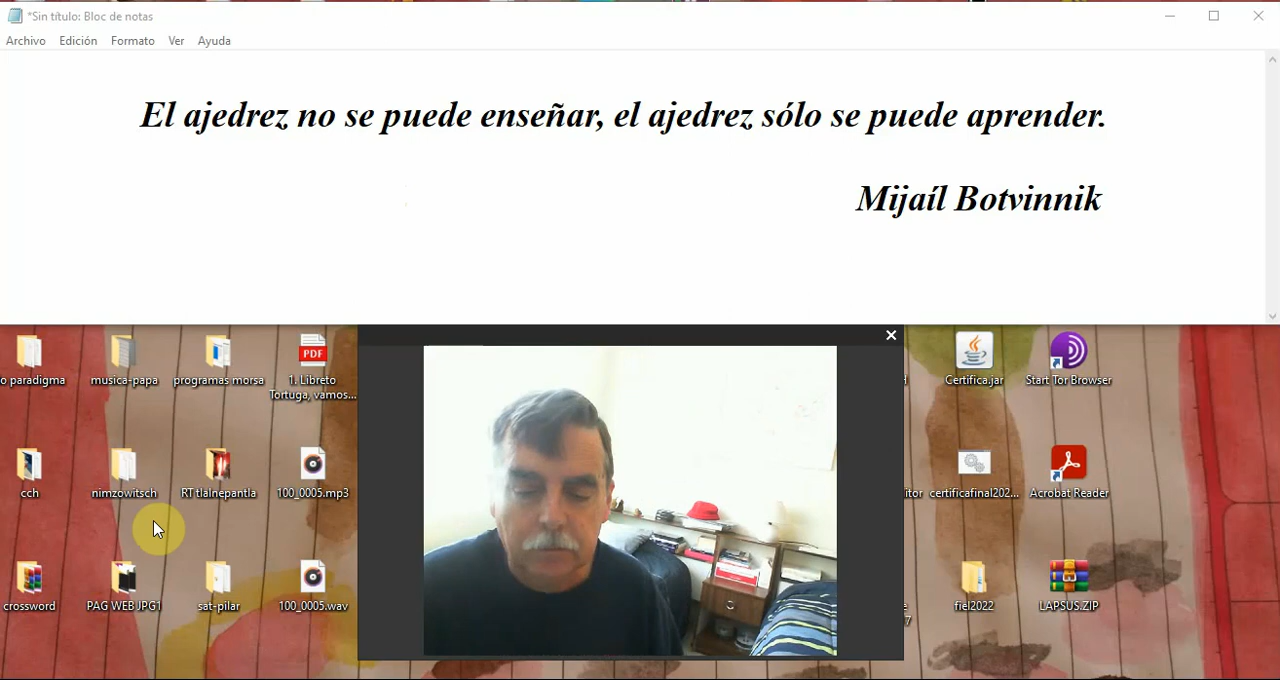 *Sin título: Bloc de notas
Archivo Edición Formato Ver Ayuda
El ajedrez no se puede enseñar, el ajedrez sólo se puede aprender.
Mijaíl Botvinnik
o paradigma
musica-papa
programas morsa
PDF
1. Libreto
Tortuga, vamos...
Certifica.jar
Start Tor Browser
cch
nimzowitsch
RT tlalnepantla
100_0005.mp3
itor
certificafinal202...
Acrobat Reader
crossword
PAG WEB JPG1
sat-pilar
100_0005.wav
7
fiel2022
LAPSUS.ZIP